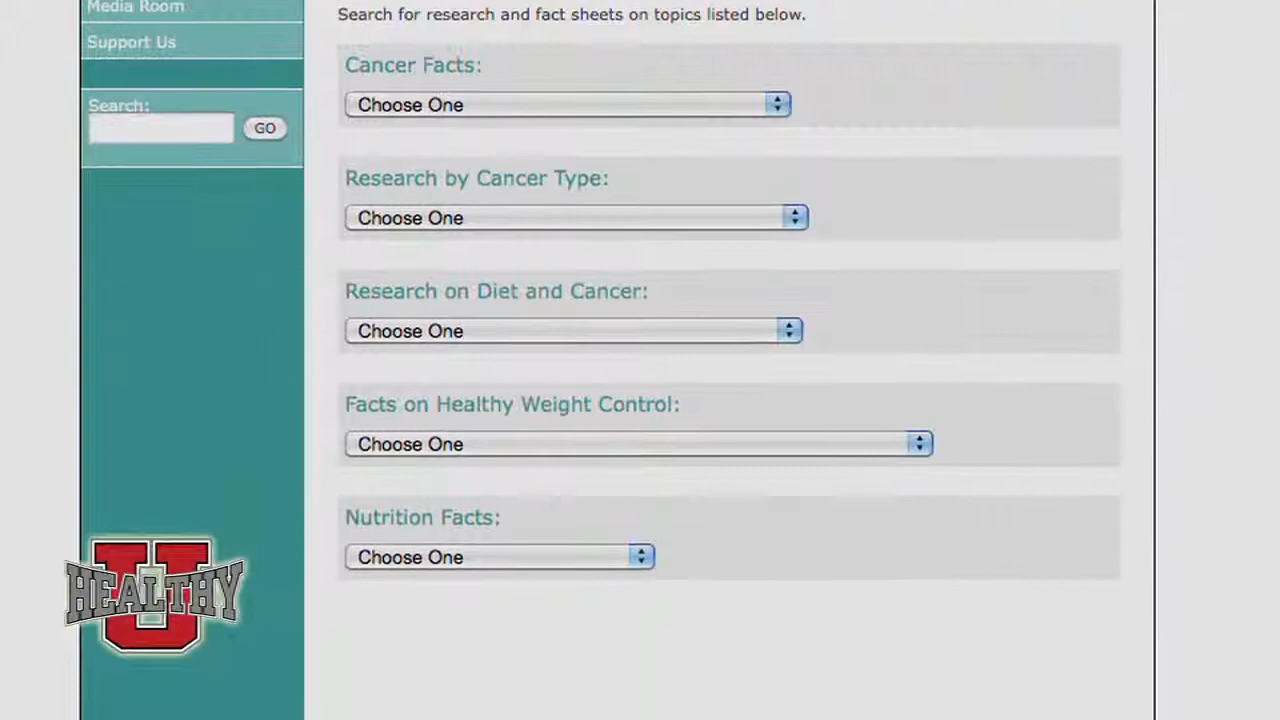 Media Room
Support Us
Search:
GO
Search for research and fact sheets on topics listed below.
Cancer Facts:
Choose One
Research by Cancer Type:
Choose One
Research on Diet and Cancer:
Choose One
Facts on Healthy Weight Control:
Choose One
Nutrition Facts:
Choose One
U
HEALTHY